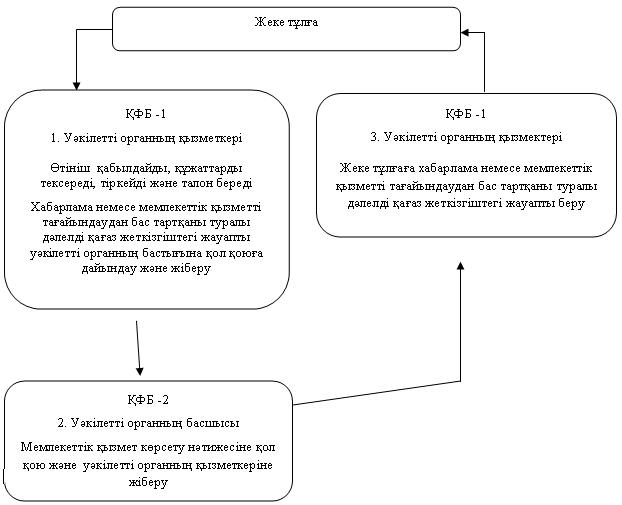 Жеке тұлға
ҚФБ -1
1. Уәкілетті органның қызметкері
Өтініш қабылдайды, құжаттарды
тексереді, тіркейді және талон береді
Хабарлама немесе мемлекеттік қызметті
тағайындаудан бас тартқаны туралы
дәлелді қағаз жеткізгіштегі жауапты
уәкілетті органның бастығына қол қоюға
дайындау және жіберу
ҚФБ -2
2. Уәкілетті органның басшысы
Мемлекеттік қызмет көрсету нәтижесіне қол
қою және уәкілетті органның қызметкеріне
жіберу
ҚФБ -1
3. Уәкілетті органның қызмектері
Жеке тұлғаға хабарлама немесе мемлекеттік
қызметті тағайындаудан бас тартқаны туралы
дәлелді қағаз жеткізгіштегі жауапты беру